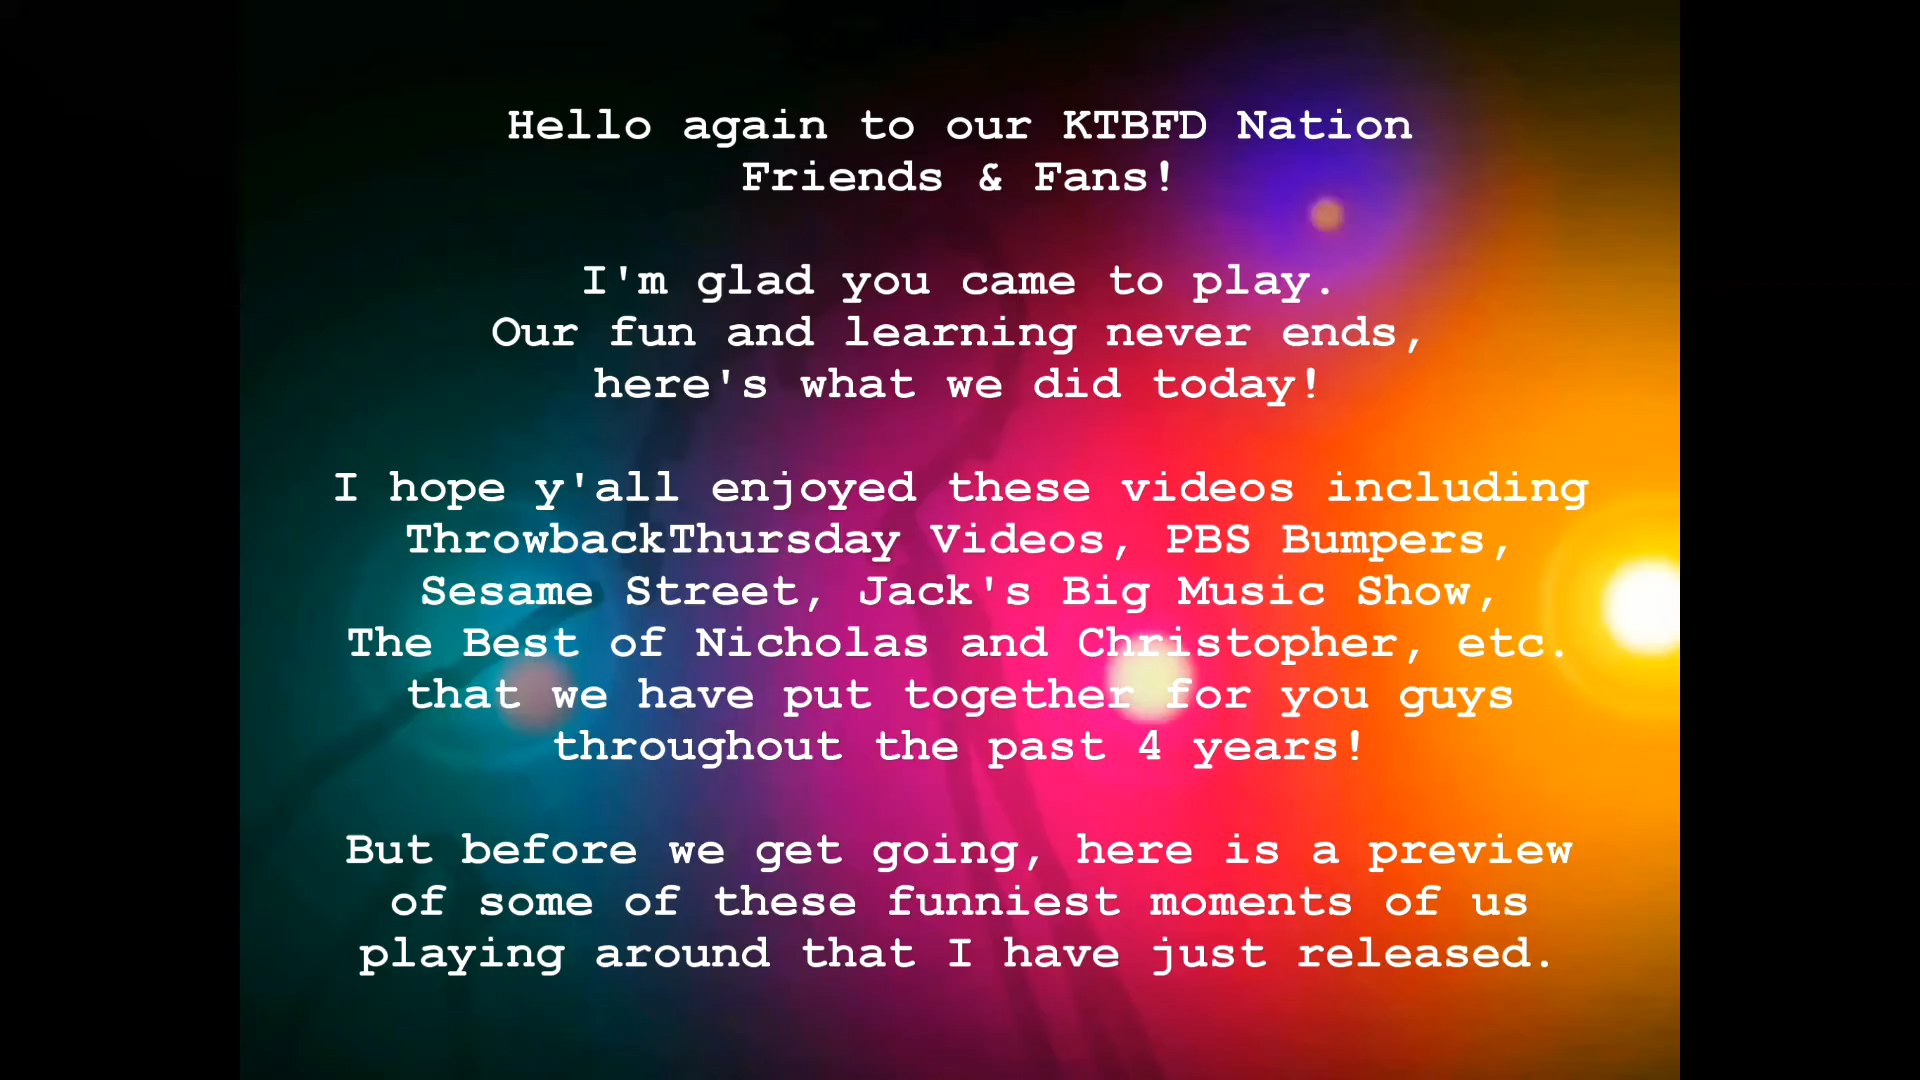 Hello again to our KTBFD Nation
Friends & Fans!
I'm glad you came to play.
Our fun and learning never ends,
here's what we did today!
I hope y'all enjoyed these videos including
ThrowbackThursday Videos, PBS Bumpers,
Sesame Street, Jack's Big Music Show,
The Best of Nicholas and Christopher, etc.
that we have put together for you guys
throughout the past 4 years!
But before we get going, here is a preview
of some of these funniest moments of us
playing around that I have just released.